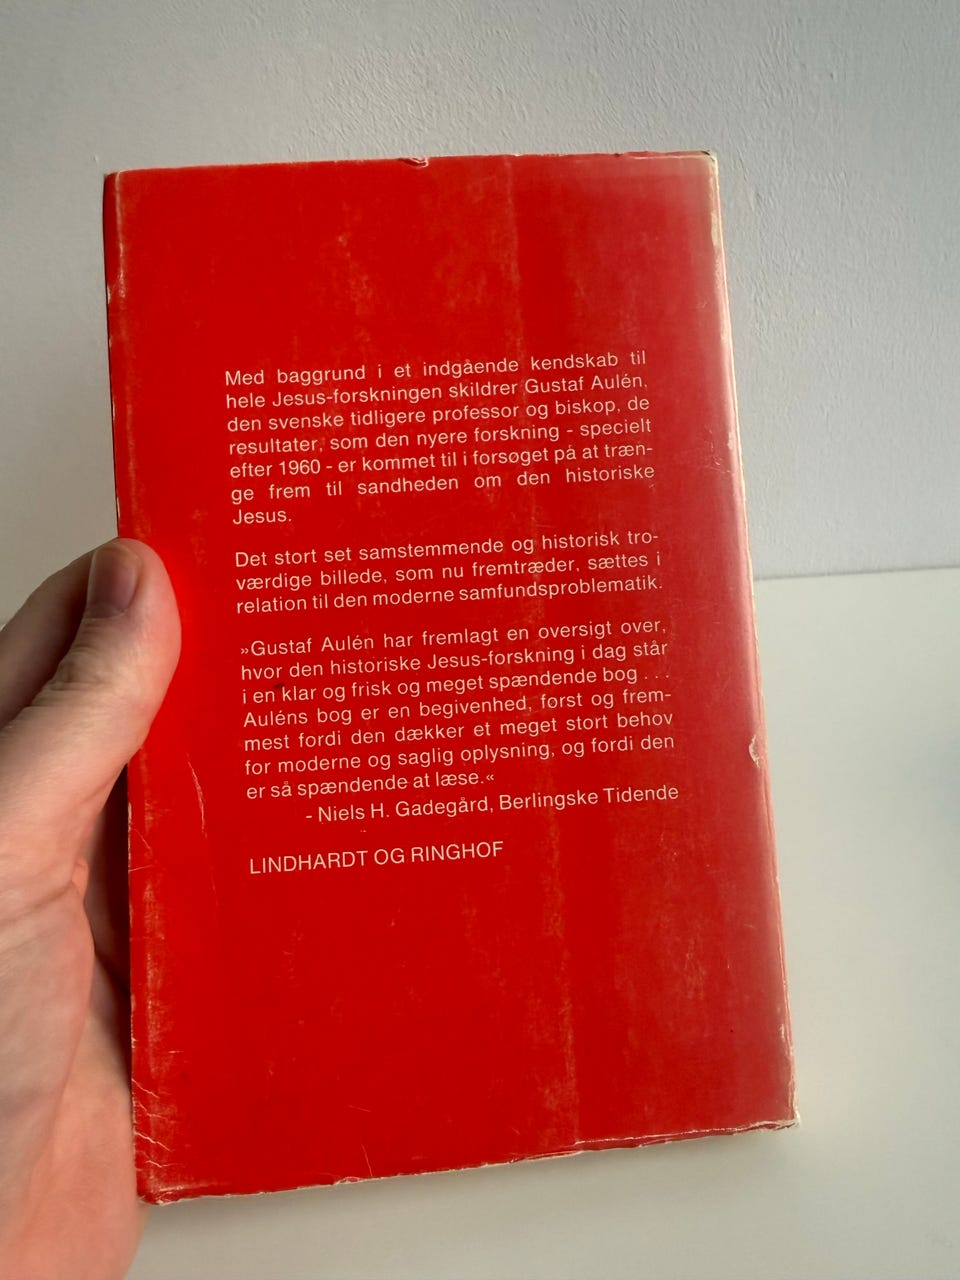 Med baggrund i et indgående kendskab til
hele Jesus-forskningen skildrer Gustaf Aulén,
den svenske tidligere professor og biskop, de
resultater, som den nyere forskning - specielt
efter 1960 - er kommet til i forsøget på at træn-
ge frem til sandheden om den historiske
Jesus.
Det stort set samstemmende og historisk tro-
værdige billede, som nu fremtræder, sættes i
relation til den moderne samfundsproblematik.
»Gustaf Aulén har fremlagt en oversigt over,
hvor den historiske Jesus-forskning i dag står
i en klar og frisk og meget spændende bog . . .
Auléns bog er en begivenhed, først og frem-
mest fordi den dækker et meget stort behov
for moderne og saglig oplysning, og fordi den
er så spændende at læse.«
- Niels H. Gadegård, Berlingske Tidende
LINDHARDT OG RINGHOF